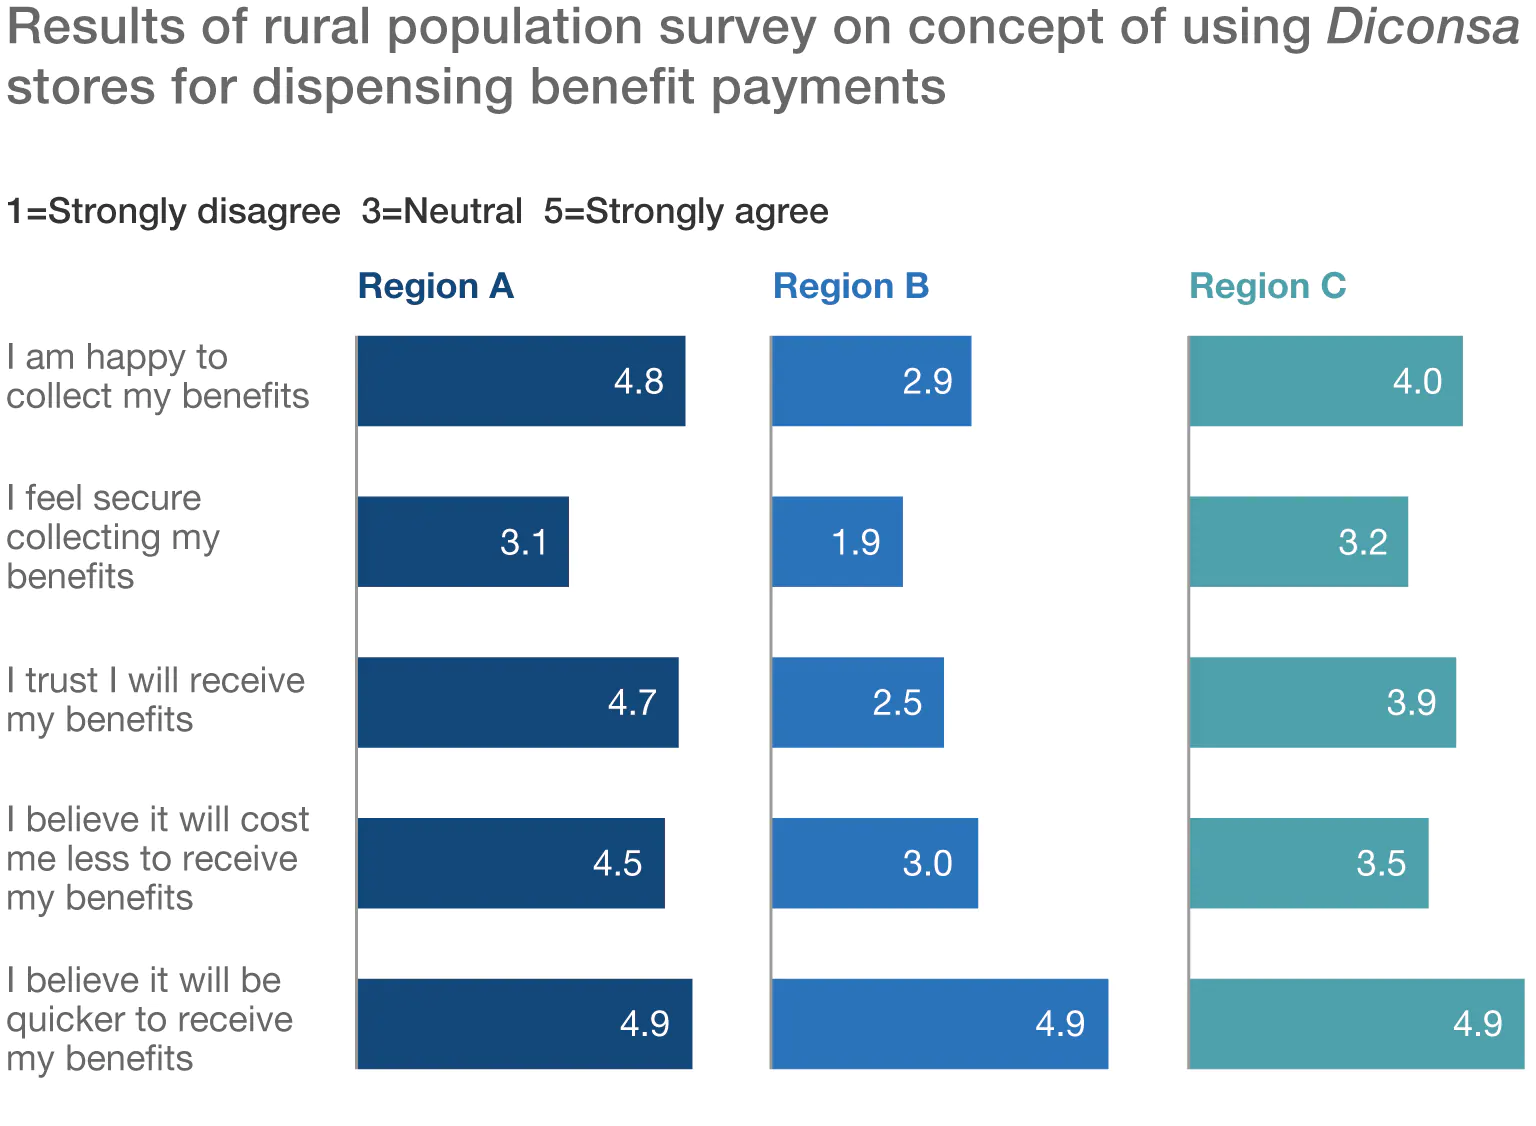 Results of rural population survey on concept of using Diconsa
stores for dispensing benefit payments
1=Strongly disagree 3=Neutral 5=Strongly agree
Region A Region B Region C
I am happy to
collect my benefits
4.8 2.9 4.0
I feel secure
collecting my
benefits
3.1 1.9 3.2
I trust I will receive
my benefits
4.7 2.5 3.9
I believe it will cost
me less to receive
my benefits
4.5 3.0 3.5
I believe it will be
quicker to receive
my benefits
4.9 4.9 4.9